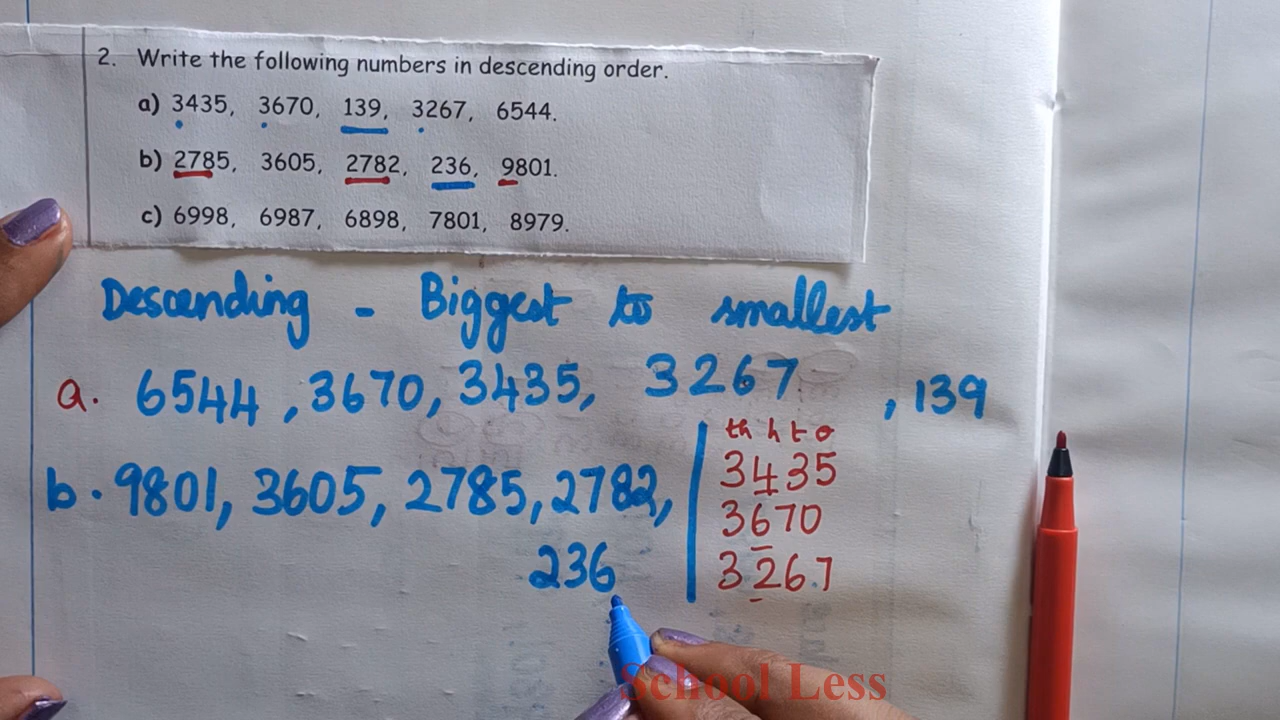 2. Write the following numbers in descending order.
a) 3435, 3670, 139, 3267, 6544.
b) 2785, 3605, 2782, 236, 9801.
c) 6998, 6987, 6898, 7801, 8979.
Descending - Biggest to smallest
a. 6544, 3670, 3435, 3267, 139
b. 9801, 3605, 2785, 2782,
236
th h t o
3435
3670
3267
School Less